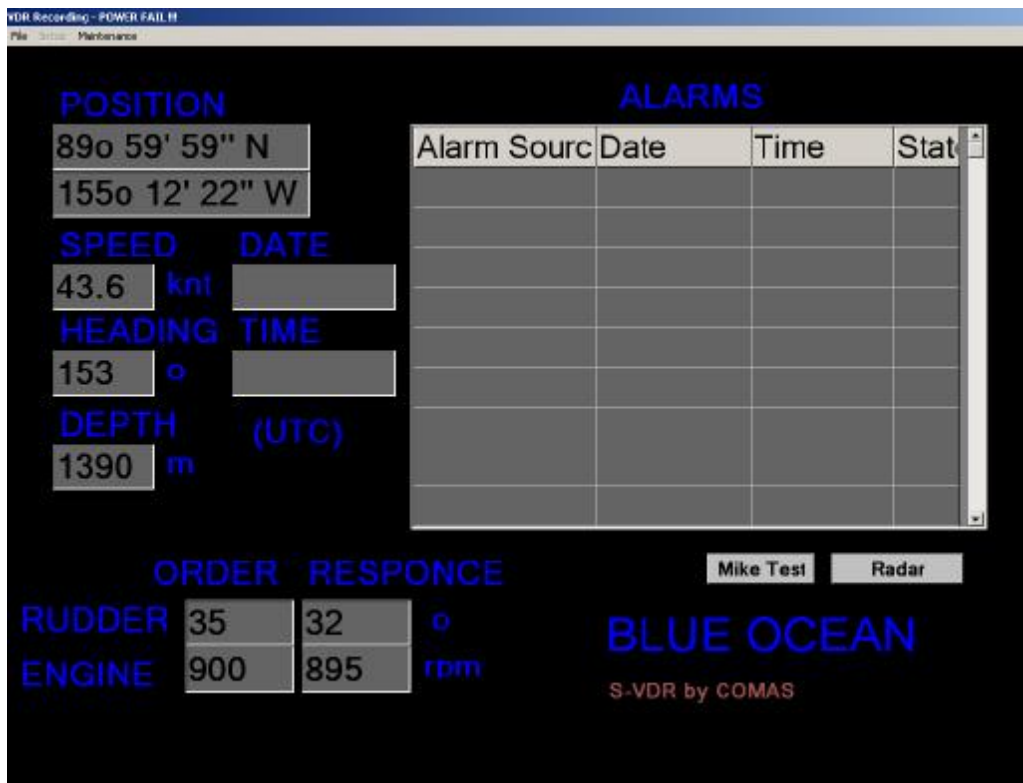 VDR Recording - POWER FAIL !!!
File Setup Maintenance
POSITION
89o 59' 59" N
155o 12' 22" W
SPEED DATE
43.6 knt
HEADING TIME
153 o
DEPTH (UTC)
1390 m
ALARMS
Alarm Sourc Date Time State
Mike Test Radar
ORDER RESPONCE
RUDDER 35 32 o
ENGINE 900 895 rpm
BLUE OCEAN
S-VDR by COMAS